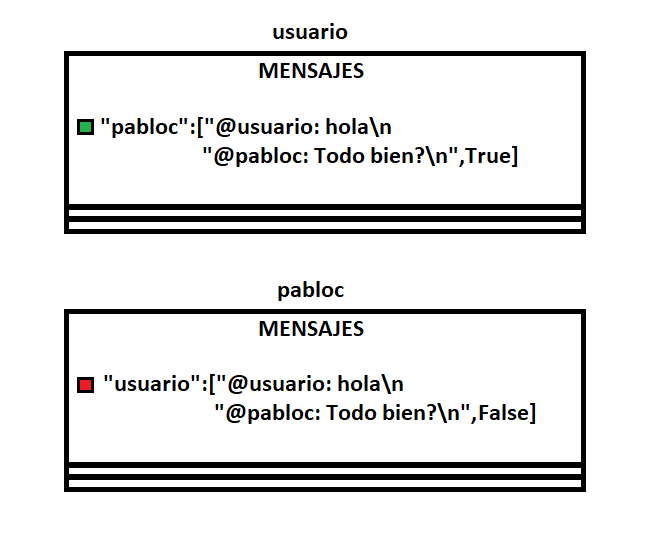 usuario
MENSAJES
"pabloc":["@usuario: hola\n
"@pabloc: Todo bien?\n",True]
pabloc
MENSAJES
"usuario":["@usuario: hola\n
"@pabloc: Todo bien?\n",False]